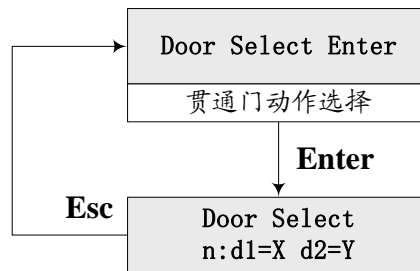 Door Select Enter
贯通门动作选择
Enter
Esc
Door Select
n:d1=X d2=Y